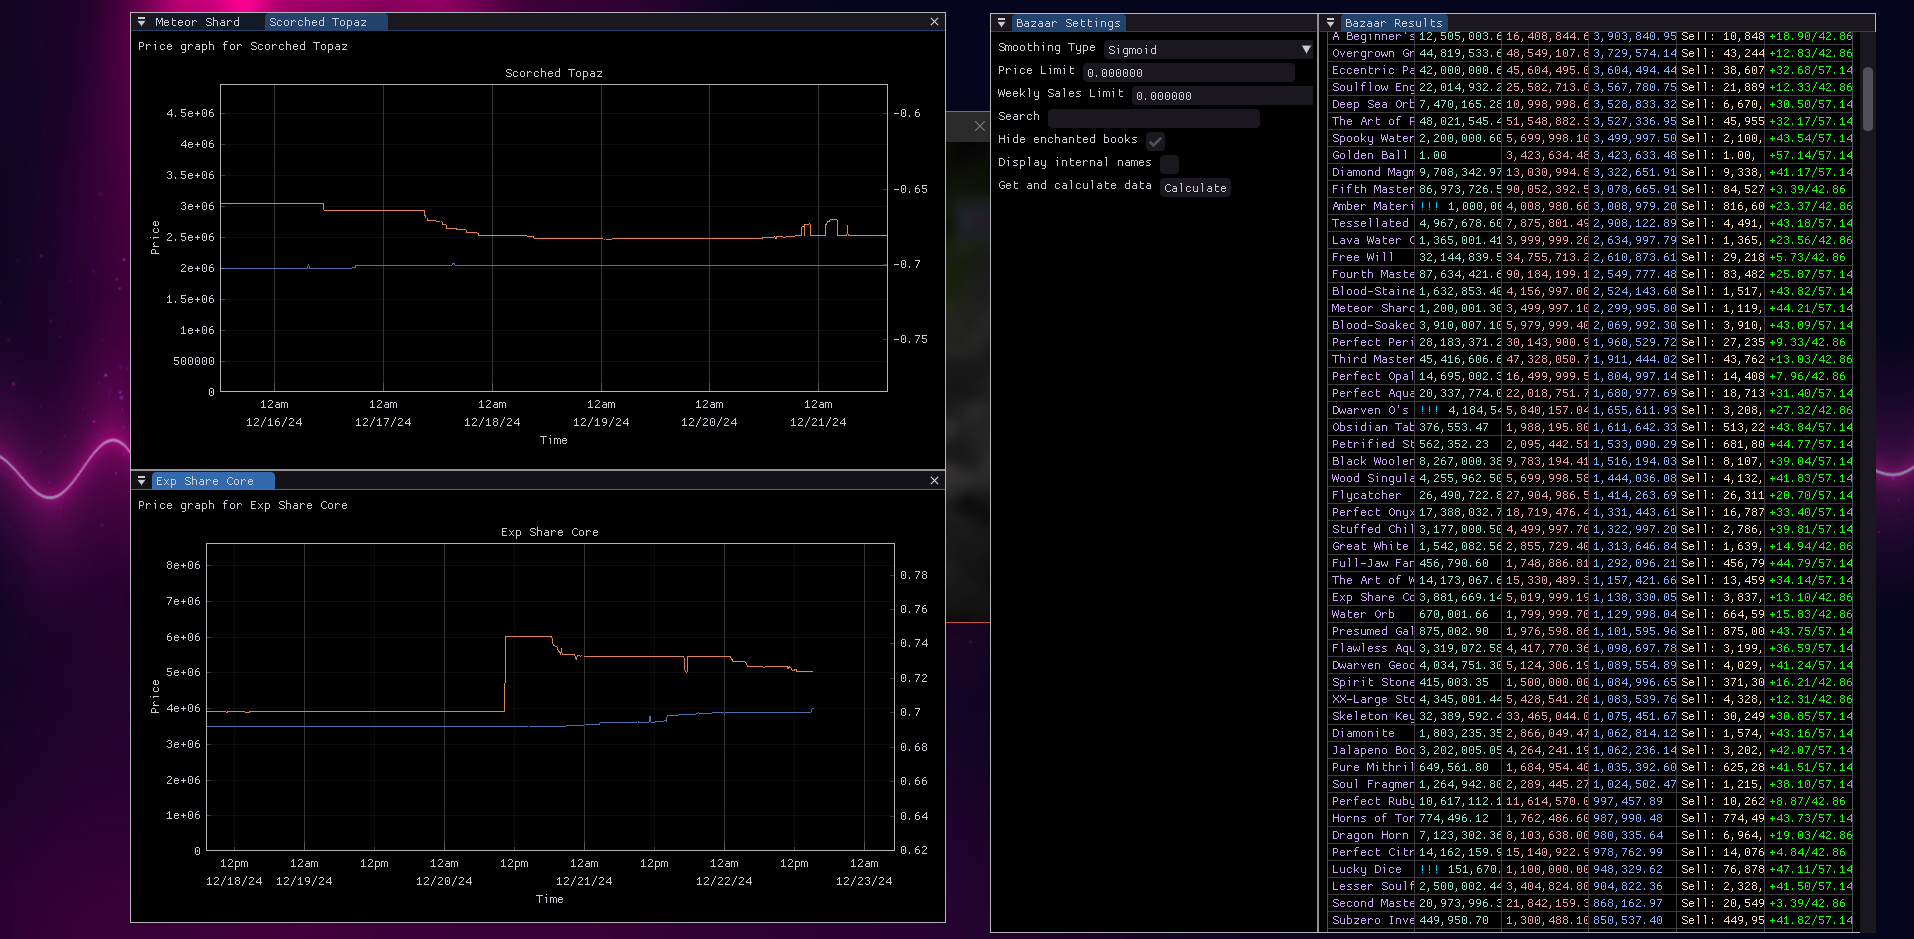 Meteor Shard Scorched Topaz
Price graph for Scorched Topaz
Scorched Topaz
4.5e+06
4e+06
3.5e+06
3e+06
2.5e+06
2e+06
1.5e+06
1e+06
500000
0
Price
-0.6
-0.65
-0.7
-0.75
12am 12am 12am 12am 12am 12am
12/16/24 12/17/24 12/18/24 12/19/24 12/20/24 12/21/24
Time
Exp Share Core
Price graph for Exp Share Core
Exp Share Core
8e+06
7e+06
6e+06
5e+06
4e+06
3e+06
2e+06
1e+06
0
Price
0.78
0.76
0.74
0.72
0.7
0.68
0.66
0.64
0.62
12pm 12am 12pm 12am 12pm 12am 12pm 12am 12pm 12am
12/18/24 12/19/24 12/20/24 12/21/24 12/22/24 12/23/24
Time
Bazaar Settings
Smoothing Type Sigmoid
Price Limit 0.000000
Weekly Sales Limit 0.000000
Search
Hide enchanted books
Display internal names
Get and calculate data Calculate
Bazaar Results
A Beginner's 12,505,003.6 16,408,844.6 3,903,840.95 Sell: 10,848 +18.90/42.86
Overgrown Gr 44,819,533.6 48,549,107.8 3,729,574.14 Sell: 43,244 +12.83/42.86
Eccentric Pa 42,000,000.6 45,604,495.0 3,604,494.44 Sell: 38,607 +32.68/57.14
Soulflow Eng 22,014,932.2 25,582,713.0 3,567,780.75 Sell: 21,889 +12.33/42.86
Deep Sea Orb 7,470,165.28 10,998,998.6 3,528,833.32 Sell: 6,670, +30.50/57.14
The Art of P 48,021,545.4 51,548,882.3 3,527,336.95 Sell: 45,955 +32.17/57.14
Spooky Water 2,200,000.60 5,699,998.10 3,499,997.50 Sell: 2,100, +43.54/57.14
Golden Ball 1.00 3,423,634.48 3,423,633.48 Sell: 1.00, +57.14/57.14
Diamond Magm 9,708,342.97 13,030,994.8 3,322,651.91 Sell: 9,338, +41.17/57.14
Fifth Master 86,973,726.5 90,052,392.5 3,078,665.91 Sell: 84,527 +3.39/42.86
Amber Materi !!! 1,000,00 4,008,980.60 3,008,979.20 Sell: 816,60 +23.37/42.86
Tessellated 4,967,678.60 7,875,801.49 2,908,122.89 Sell: 4,491, +43.18/57.14
Lava Water O 1,365,001.41 3,999,999.20 2,634,997.79 Sell: 1,365, +23.56/42.86
Free Will 32,144,839.5 34,755,713.2 2,610,873.61 Sell: 29,218 +5.73/42.86
Fourth Maste 87,634,421.6 90,184,199.1 2,549,777.48 Sell: 83,482 +25.87/57.14
Blood-Staine 1,632,853.40 4,156,997.00 2,524,143.60 Sell: 1,517, +43.82/57.14
Meteor Shard 1,200,001.30 3,499,997.10 2,299,995.80 Sell: 1,119, +44.21/57.14
Blood-Soaked 3,910,007.10 5,979,999.40 2,069,992.30 Sell: 3,910, +43.09/57.14
Perfect Peri 28,183,371.2 30,143,900.9 1,960,529.72 Sell: 27,235 +9.33/42.86
Third Master 45,416,606.6 47,328,050.7 1,911,444.02 Sell: 43,762 +13.03/42.86
Perfect Opal 14,695,002.3 16,499,999.5 1,804,997.14 Sell: 14,408 +7.96/42.86
Perfect Aqua 20,337,774.0 22,018,751.7 1,680,977.69 Sell: 18,713 +31.40/57.14
Dwarven O's !!! 4,184,54 5,840,157.04 1,655,611.93 Sell: 3,208, +27.32/42.86
Obsidian Tab 376,553.47 1,988,195.80 1,611,642.33 Sell: 513,22 +43.84/57.14
Petrified St 562,352.23 2,095,442.51 1,533,090.29 Sell: 681,80 +44.77/57.14
Black Woolen 8,267,000.38 9,783,194.41 1,516,194.03 Sell: 8,107, +39.04/57.14
Wood Singula 4,255,962.50 5,699,998.58 1,444,036.08 Sell: 4,132, +41.83/57.14
Flycatcher 26,490,722.8 27,904,986.5 1,414,263.69 Sell: 26,311 +20.70/57.14
Perfect Onyx 17,388,032.7 18,719,476.4 1,331,443.61 Sell: 16,787 +33.40/57.14
Stuffed Chil 3,177,000.50 4,499,997.70 1,322,997.20 Sell: 2,786, +39.81/57.14
Great White 1,542,082.56 2,855,729.40 1,313,646.84 Sell: 1,639, +14.94/42.86
Full-Jaw Fan 456,790.60 1,748,886.81 1,292,096.21 Sell: 456,79 +44.79/57.14
The Art of W 14,173,067.6 15,330,489.3 1,157,421.66 Sell: 13,459 +34.14/57.14
Exp Share Co 3,881,669.14 5,019,999.19 1,138,330.05 Sell: 3,837, +13.10/42.86
Water Orb 670,001.66 1,799,999.70 1,129,998.04 Sell: 664,59 +15.83/42.86
Presumed Gal 875,002.90 1,976,598.86 1,101,595.96 Sell: 875,00 +43.75/57.14
Flawless Aqu 3,319,072.58 4,417,770.36 1,098,697.78 Sell: 3,199, +36.59/57.14
Dwarven Geod 4,034,751.30 5,124,306.19 1,089,554.89 Sell: 4,029, +41.24/57.14
Spirit Stone 415,003.35 1,500,000.00 1,084,996.65 Sell: 371,30 +16.21/42.86
XX-Large Sto 4,345,001.44 5,428,541.20 1,083,539.76 Sell: 4,328, +12.31/42.86
Skeleton Key 32,389,592.4 33,465,044.0 1,075,451.67 Sell: 30,249 +30.85/57.14
Diamonite 1,803,235.35 2,866,049.47 1,062,814.12 Sell: 1,574, +43.16/57.14
Jalapeno Boo 3,202,005.05 4,264,241.19 1,062,236.14 Sell: 3,202, +42.07/57.14
Pure Mithril 649,561.80 1,684,954.40 1,035,392.60 Sell: 625,28 +41.51/57.14
Soul Fragmen 1,264,942.80 2,289,445.27 1,024,502.47 Sell: 1,215, +38.10/57.14
Perfect Ruby 10,617,112.1 11,614,570.0 997,457.89 Sell: 10,262 +8.87/42.86
Horns of Tor 774,496.12 1,762,486.60 987,990.48 Sell: 774,49 +43.73/57.14
Dragon Horn 7,123,302.36 8,103,638.00 980,335.64 Sell: 6,964, +19.03/42.86
Perfect Citr 14,162,159.9 15,140,922.9 978,762.99 Sell: 14,076 +4.84/42.86
Lucky Dice !!! 151,670. 1,100,000.00 948,329.62 Sell: 76,878 +47.11/57.14
Lesser Soulf 2,500,002.44 3,404,824.80 904,822.36 Sell: 2,328, +41.50/57.14
Second Maste 20,973,996.3 21,842,159.3 868,162.97 Sell: 20,549 +3.39/42.86
Subzero Inve 449,950.70 1,300,488.10 850,537.40 Sell: 449,95 +41.82/57.14